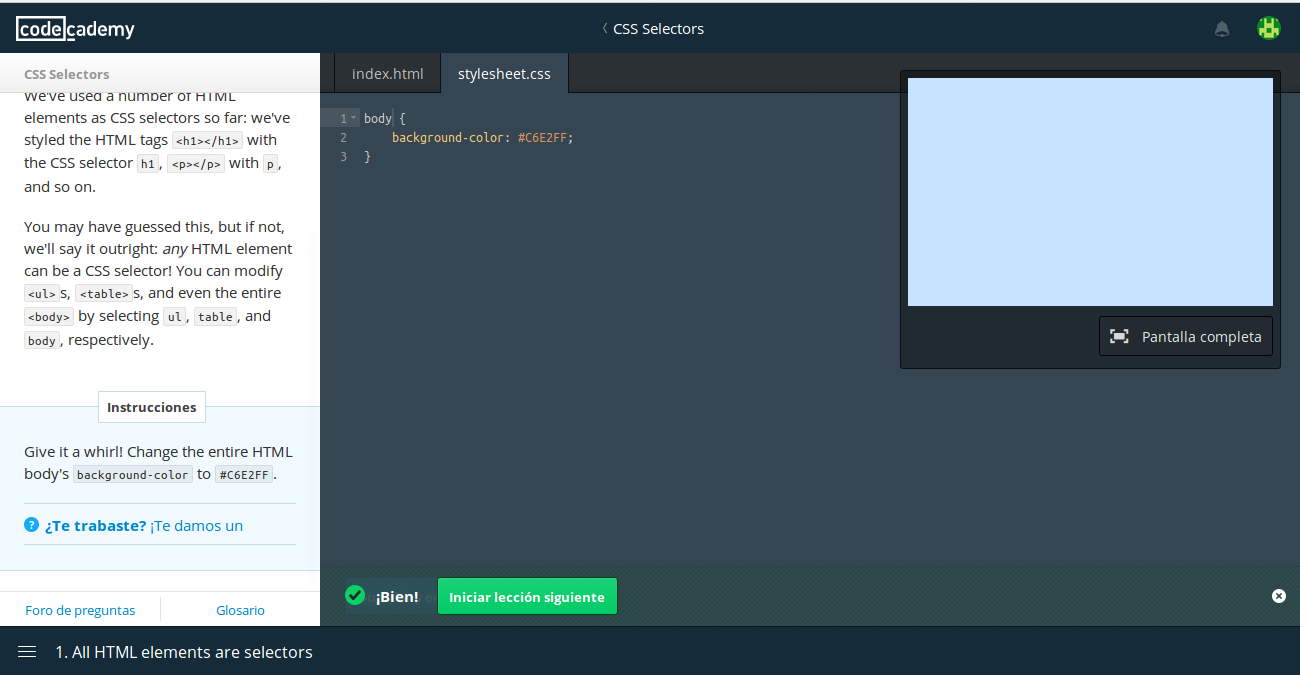 codecademy
CSS Selectors
CSS Selectors
We've used a number of HTML
elements as CSS selectors so far: we've
styled the HTML tags <h1></h1> with
the CSS selector h1, <p></p> with p,
and so on.
You may have guessed this, but if not,
we'll say it outright: any HTML element
can be a CSS selector! You can modify
<ul>s, <table>s, and even the entire
<body> by selecting ul, table, and
body, respectively.
Instrucciones
Give it a whirl! Change the entire HTML
body's background-color to #C6E2FF.
? ¿Te trabaste? ¡Te damos un
Foro de preguntas
Glosario
index.html
stylesheet.css
1 body {
2 background-color: #C6E2FF;
3 }
Pantalla completa
¡Bien!
Iniciar lección siguiente
1. All HTML elements are selectors